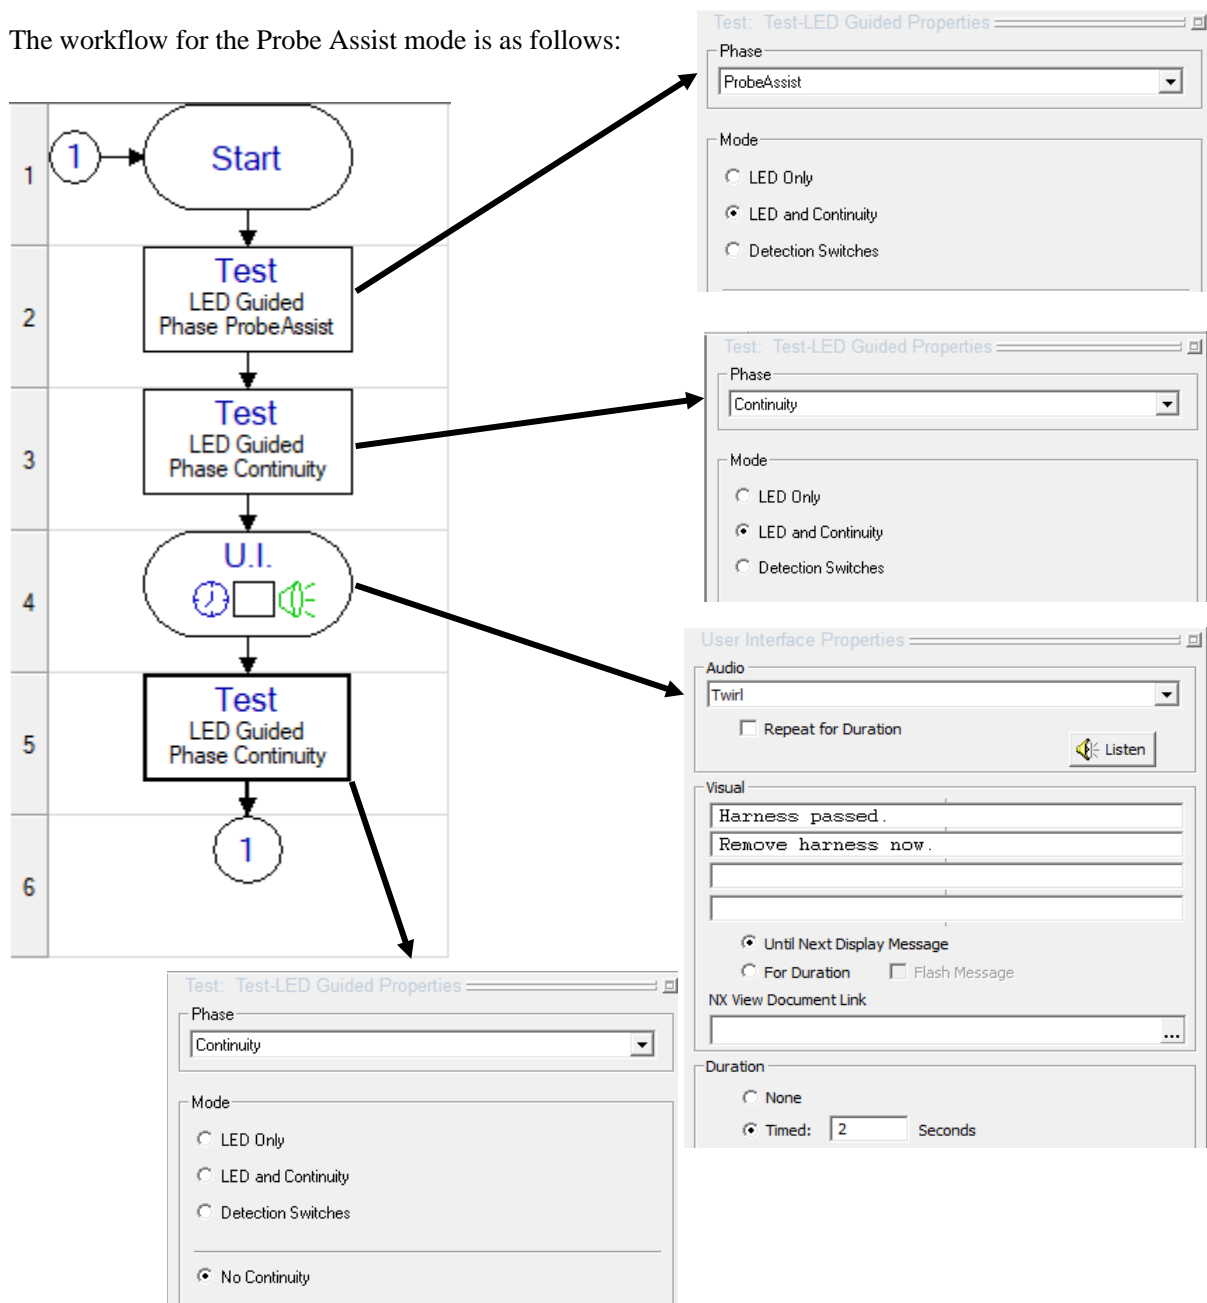 The workflow for the Probe Assist mode is as follows:
1
1
Start
2
Test
LED Guided
Phase ProbeAssist
3
Test
LED Guided
Phase Continuity
4
U.I.
5
Test
LED Guided
Phase Continuity
6
1
Test: Test-LED Guided Properties
Phase
ProbeAssist
Mode
LED Only
LED and Continuity
Detection Switches
Test: Test-LED Guided Properties
Phase
Continuity
Mode
LED Only
LED and Continuity
Detection Switches
User Interface Properties
Audio
Twirl
Repeat for Duration
Listen
Visual
Harness passed.
Remove harness now.
Until Next Display Message
For Duration Flash Message
NX View Document Link
...
Duration
None
Timed: 2 Seconds
Test: Test-LED Guided Properties
Phase
Continuity
Mode
LED Only
LED and Continuity
Detection Switches
No Continuity